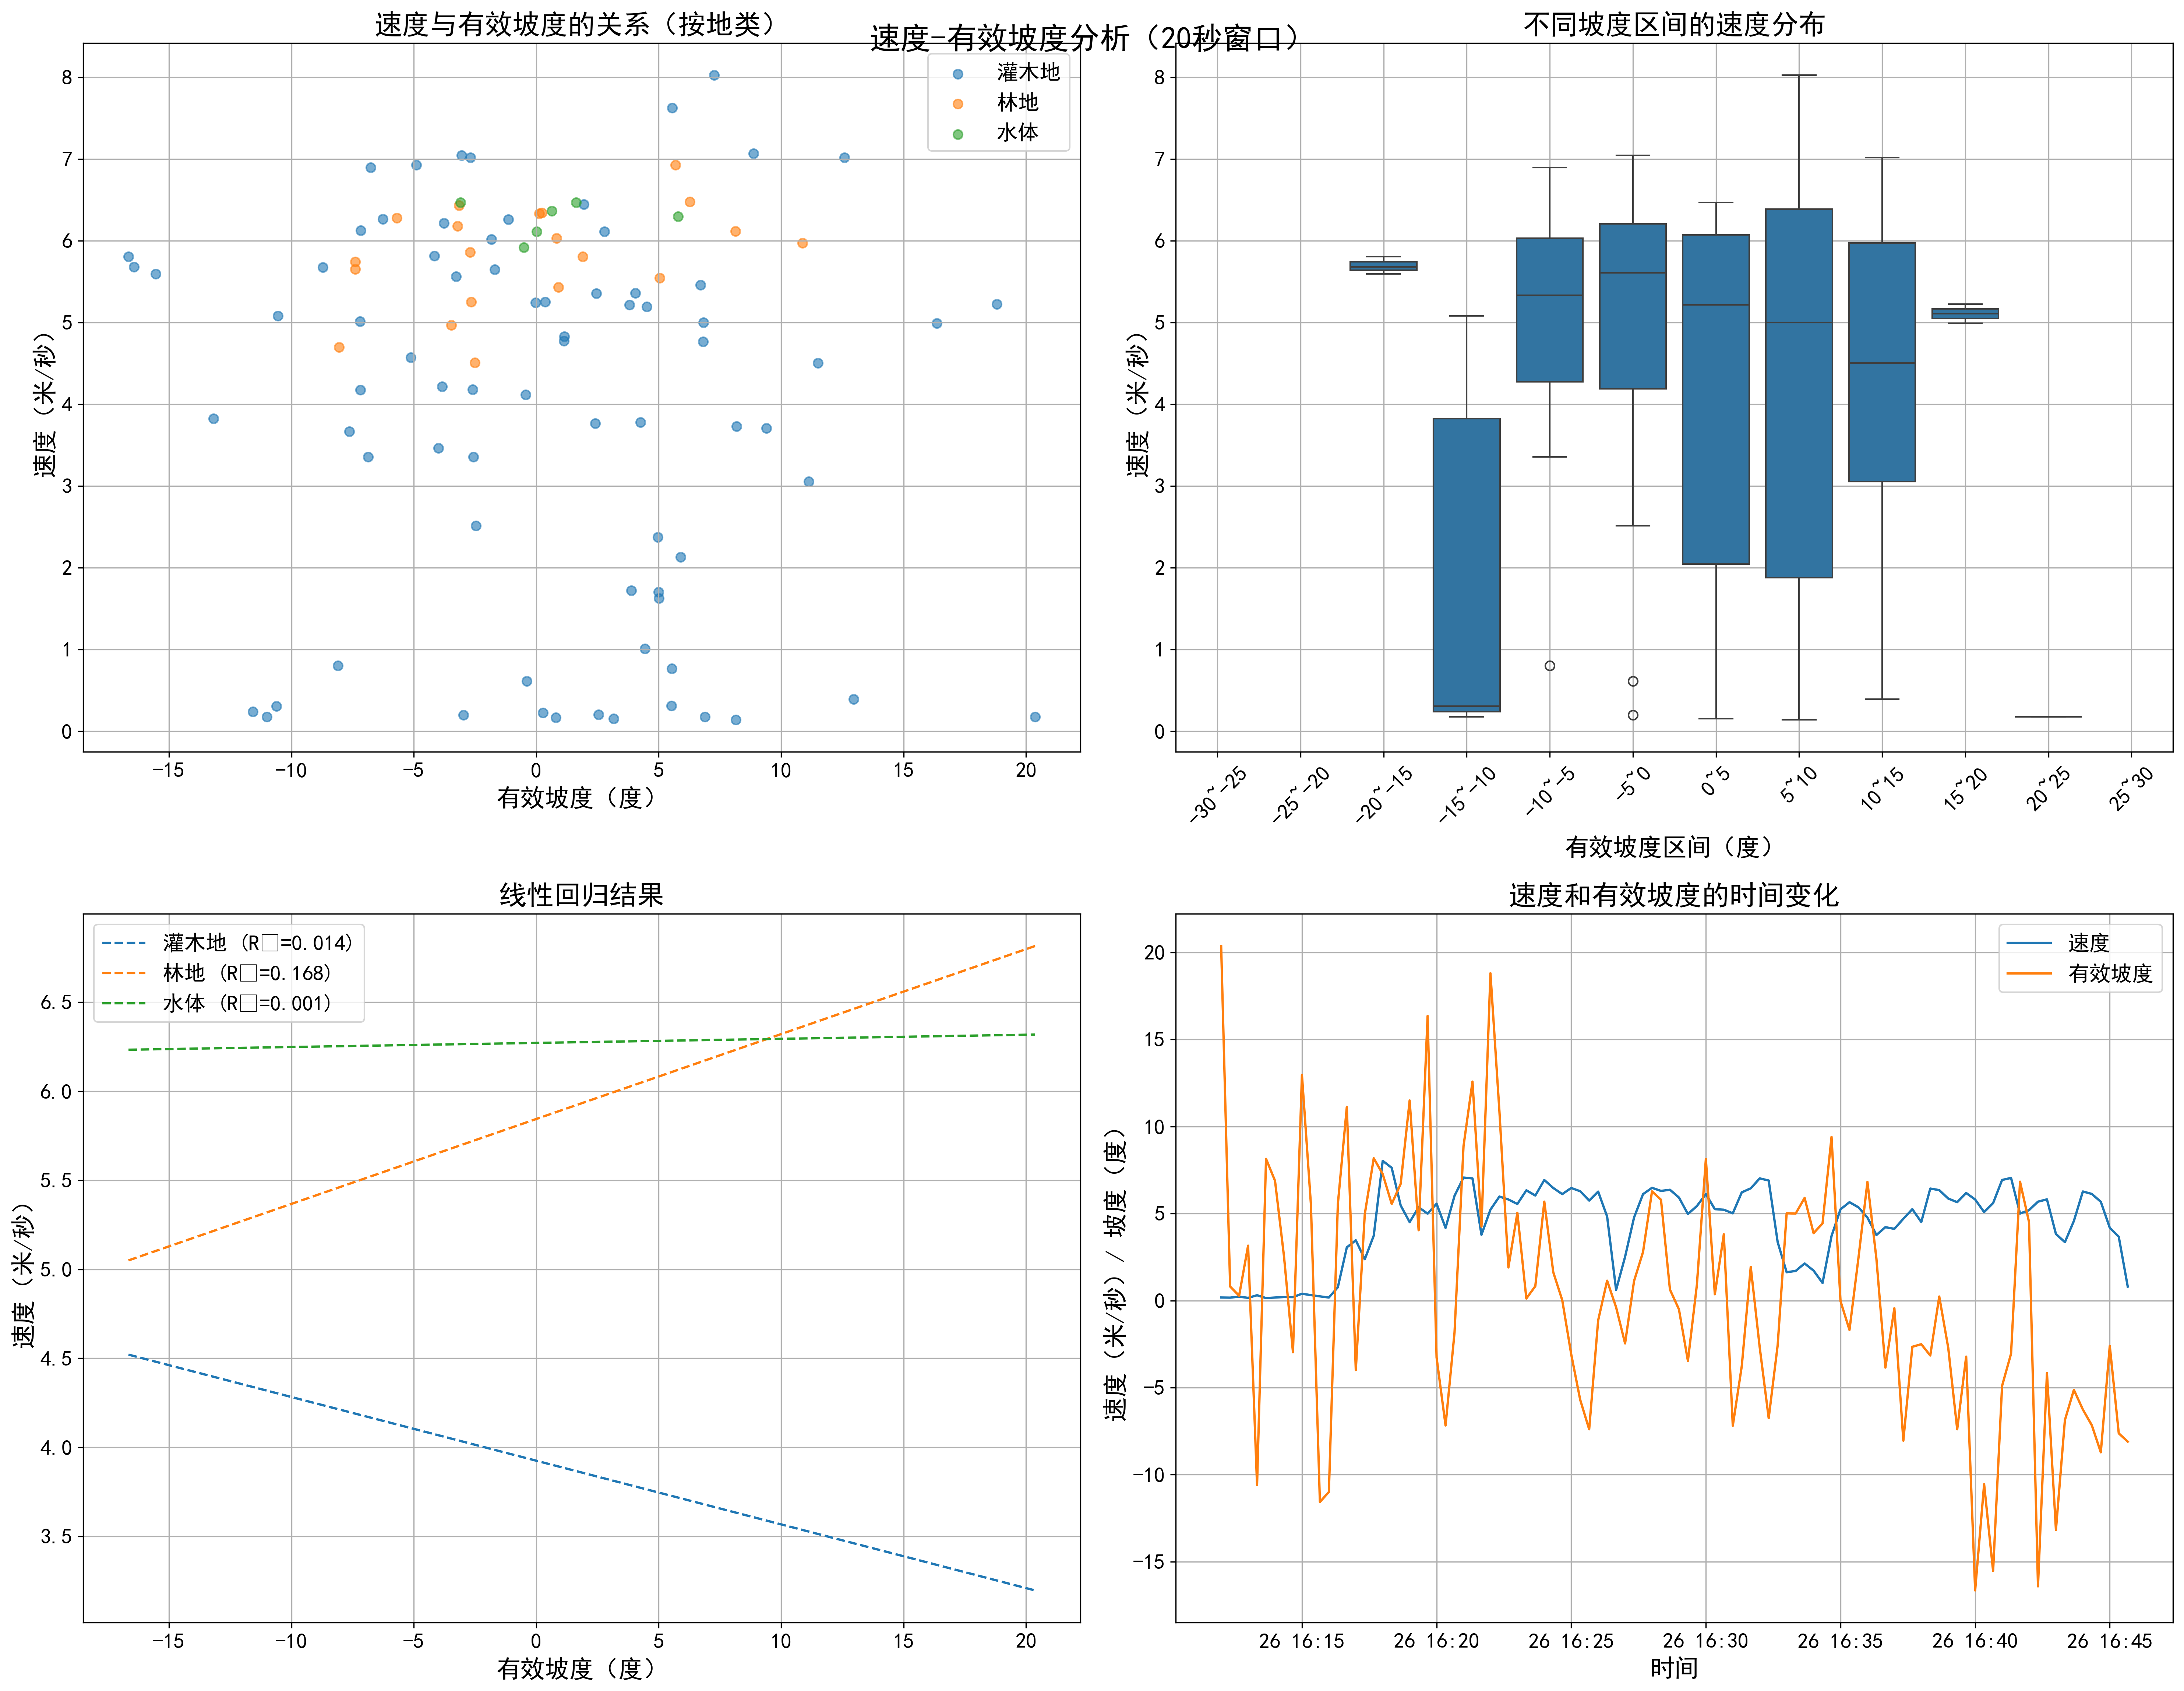 速度-有效坡度分析（20秒窗口）
速度与有效坡度的关系（按地类）
灌木地
林地
水体
8
7
6
5
4
3
2
1
0
速度（米/秒）
−15 −10 −5 0 5 10 15 20
有效坡度（度）
不同坡度区间的速度分布
8
7
6
5
4
3
2
1
0
速度（米/秒）
-30~-25 -25~-20 -20~-15 -15~-10 -10~-5 -5~0 0~5 5~10 10~15 15~20 20~25 25~30
有效坡度区间（度）
线性回归结果
灌木地 (R□=0.014)
林地 (R□=0.168)
水体 (R□=0.001)
6.5
6.0
5.5
5.0
4.5
4.0
3.5
速度（米/秒）
−15 −10 −5 0 5 10 15 20
有效坡度（度）
速度和有效坡度的时间变化
速度
有效坡度
20
15
10
5
0
−5
−10
−15
速度（米/秒）/ 坡度（度）
26 16:15 26 16:20 26 16:25 26 16:30 26 16:35 26 16:40 26 16:45
时间